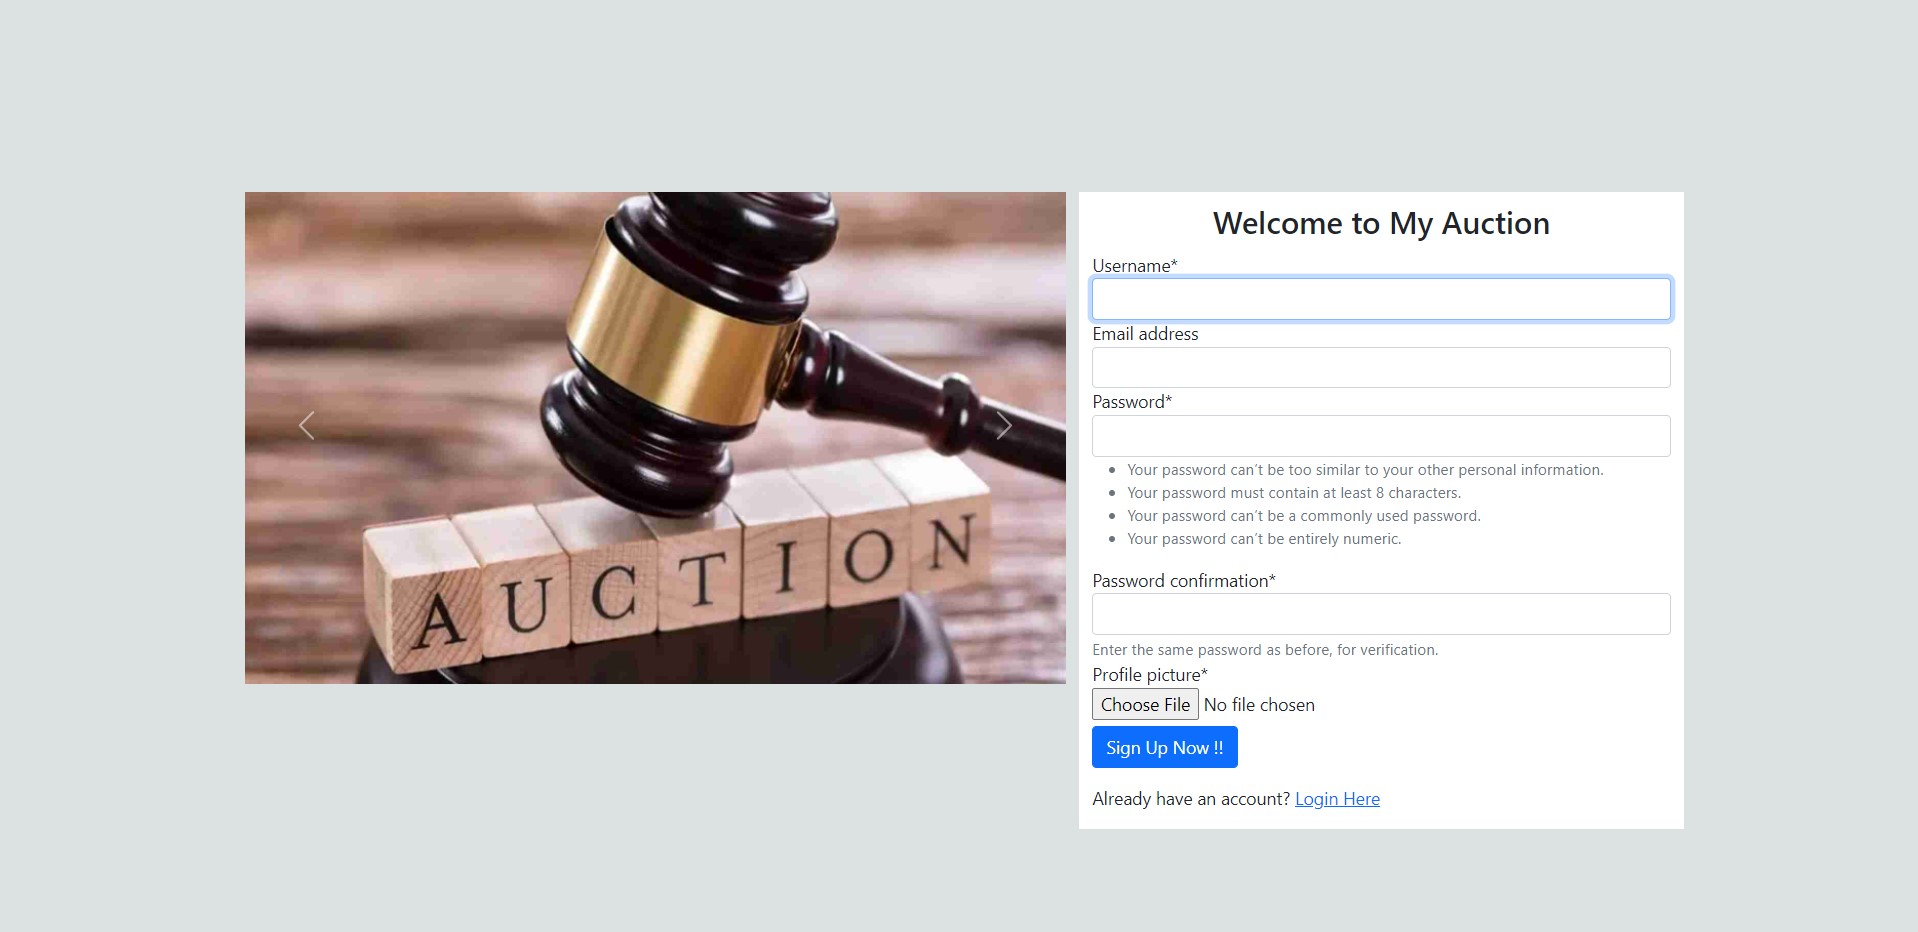 AUCTION
Welcome to My Auction
Username*
Email address
Password*
Your password can't be too similar to your other personal information.
Your password must contain at least 8 characters.
Your password can't be a commonly used password.
Your password can't be entirely numeric.
Password confirmation*
Enter the same password as before, for verification.
Profile picture*
Choose File No file chosen
Sign Up Now !!
Already have an account? Login Here